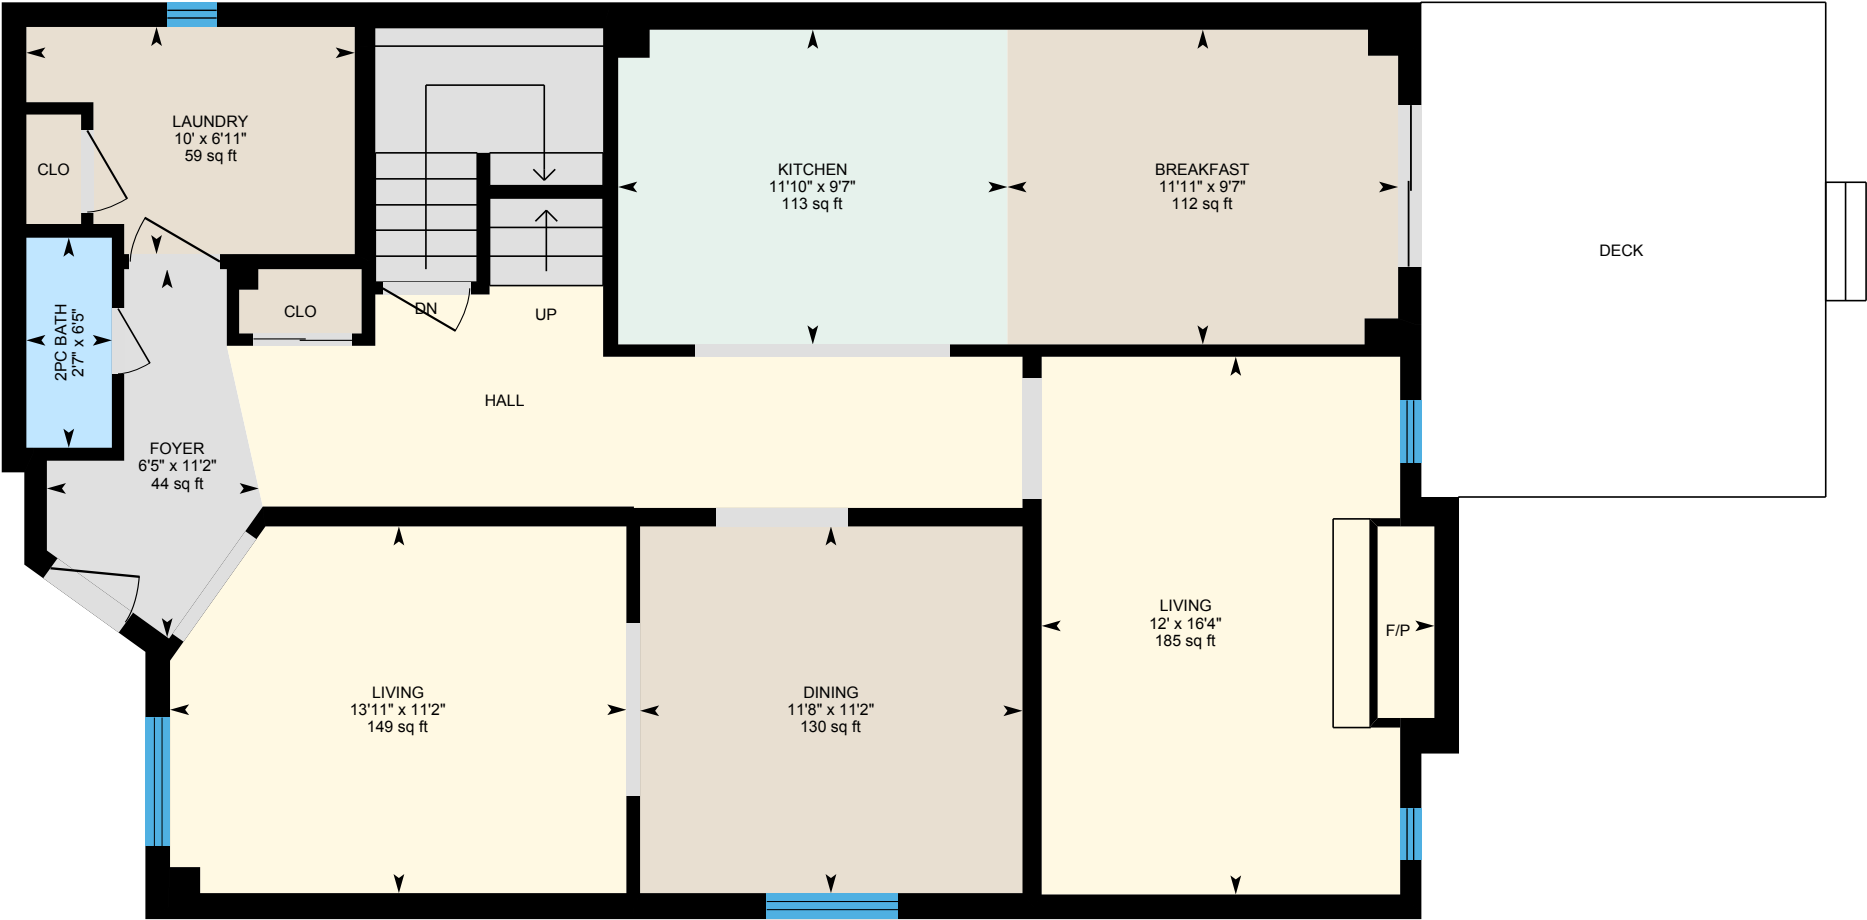 LAUNDRY
10' x 6'11"
59 sq ft
CLO
KITCHEN
11'10" x 9'7"
113 sq ft
BREAKFAST
11'11" x 9'7"
112 sq ft
DECK
2PC BATH
2'7" x 6'5"
CLO
DN
UP
HALL
FOYER
6'5" x 11'2"
44 sq ft
LIVING
12' x 16'4"
185 sq ft
F/P
LIVING
13'11" x 11'2"
149 sq ft
DINING
11'8" x 11'2"
130 sq ft